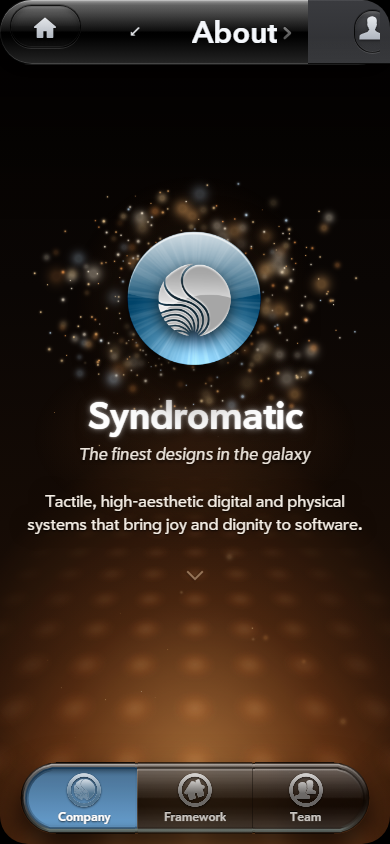 About
Syndromatic
The finest designs in the galaxy
Tactile, high-aesthetic digital and physical
systems that bring joy and dignity to software.
Company
Framework
Team